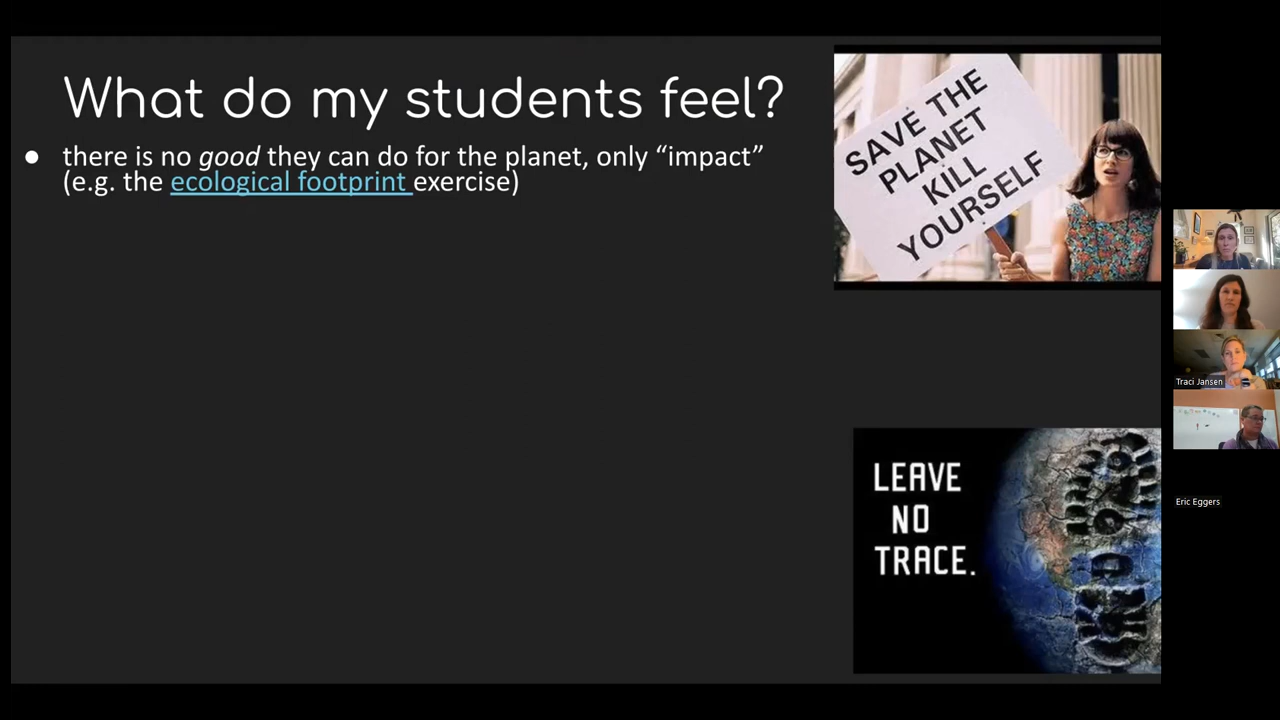 What do my students feel?
● there is no good they can do for the planet, only “impact”
(e.g. the ecological footprint exercise)
SAVE THE
PLANET
KILL
YOURSELF
LEAVE
NO
TRACE.
Traci Jansen
Eric Eggers